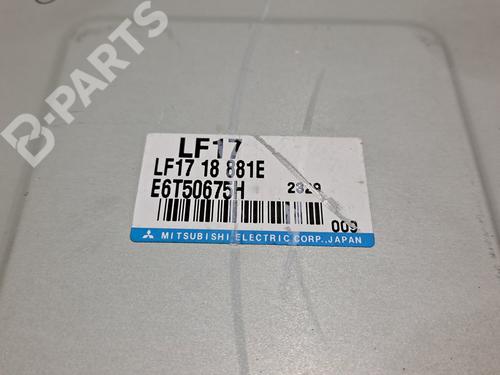 B-PARTS
LF17
LF17 18 881E
E6T50675H 2329
009
MITSUBISHI ELECTRIC CORP., JAPAN